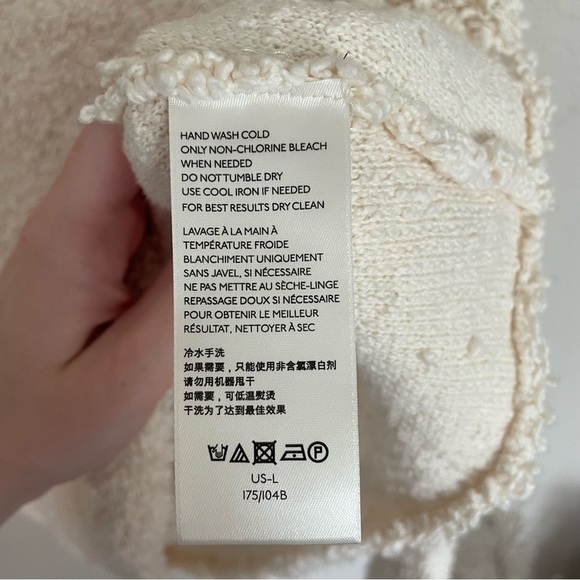 HAND WASH COLD
ONLY NON-CHLORINE BLEACH
WHEN NEEDED
DO NOT TUMBLE DRY
USE COOL IRON IF NEEDED
FOR BEST RESULTS DRY CLEAN
LAVAGE À LA MAIN À
TEMPÉRATURE FROIDE
BLANCHIMENT UNIQUEMENT
SANS JAVEL, SI NÉCESSAIRE
NE PAS METTRE AU SÈCHE-LINGE
REPASSAGE DOUX SI NÉCESSAIRE
POUR OBTENIR LE MEILLEUR
RÉSULTAT, NETTOYER À SEC
冷水手洗
如果需要，只能使用非含氯漂白剂
请勿用机器甩干
如需要，可低温熨烫
干洗为了达到最佳效果
P
US-L
175/104B